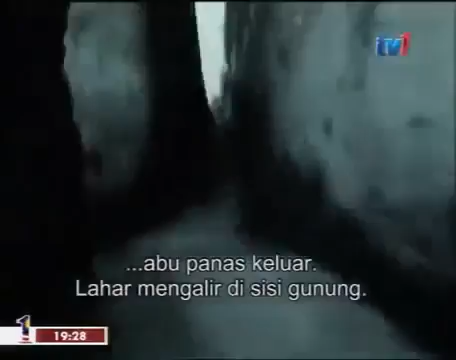 tv1
...abu panas keluar.
Lahar mengalir di sisi gunung.
1
19:28